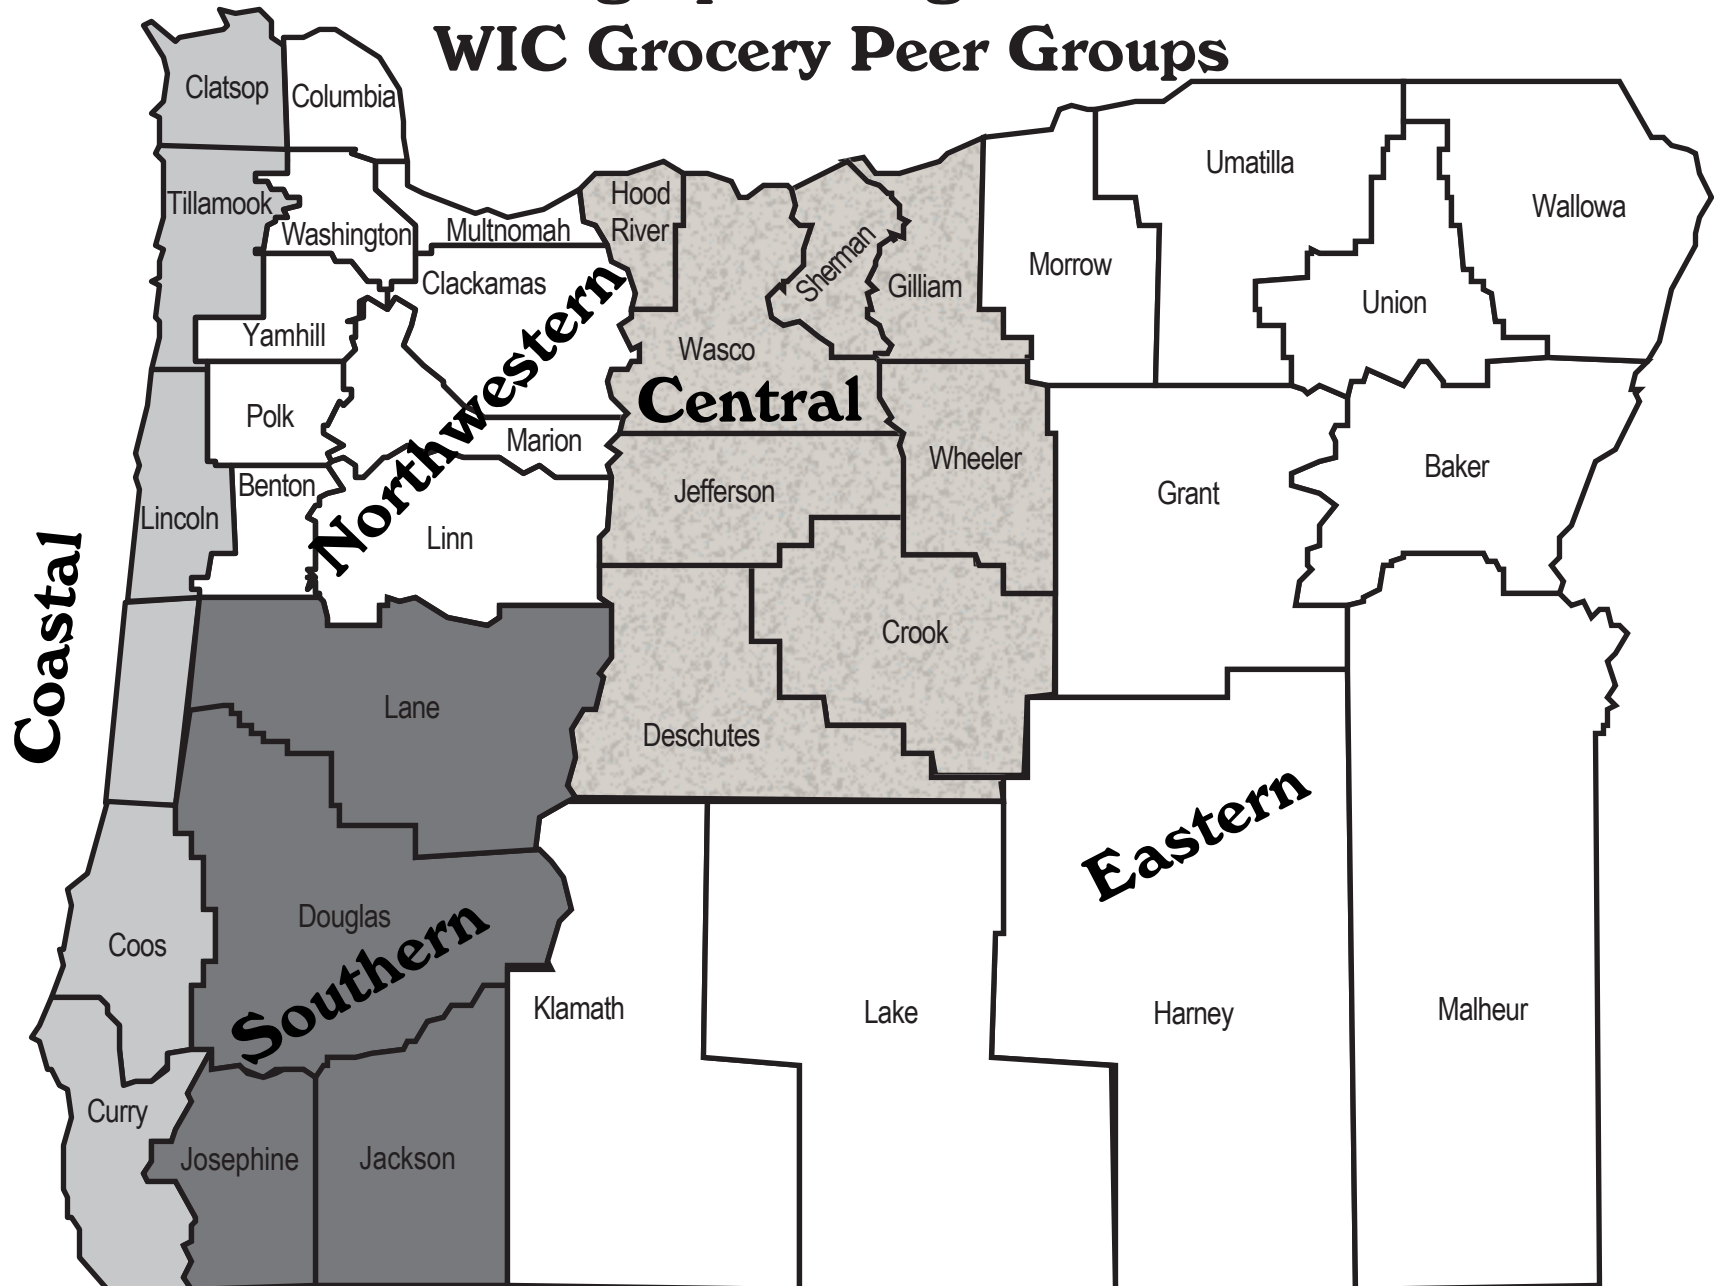 WIC Grocery Peer Groups
Clatsop
Columbia
Tillamook
Washington
Multnomah
Hood
River
Sherman
Gilliam
Morrow
Umatilla
Wallowa
Union
Clackamas
Yamhill
Wasco
Northwestern
Central
Polk
Marion
Wheeler
Jefferson
Grant
Baker
Benton
Lincoln
Linn
Coastal
Crook
Lane
Deschutes
Eastern
Douglas
Southern
Coos
Klamath
Lake
Harney
Malheur
Curry
Josephine
Jackson